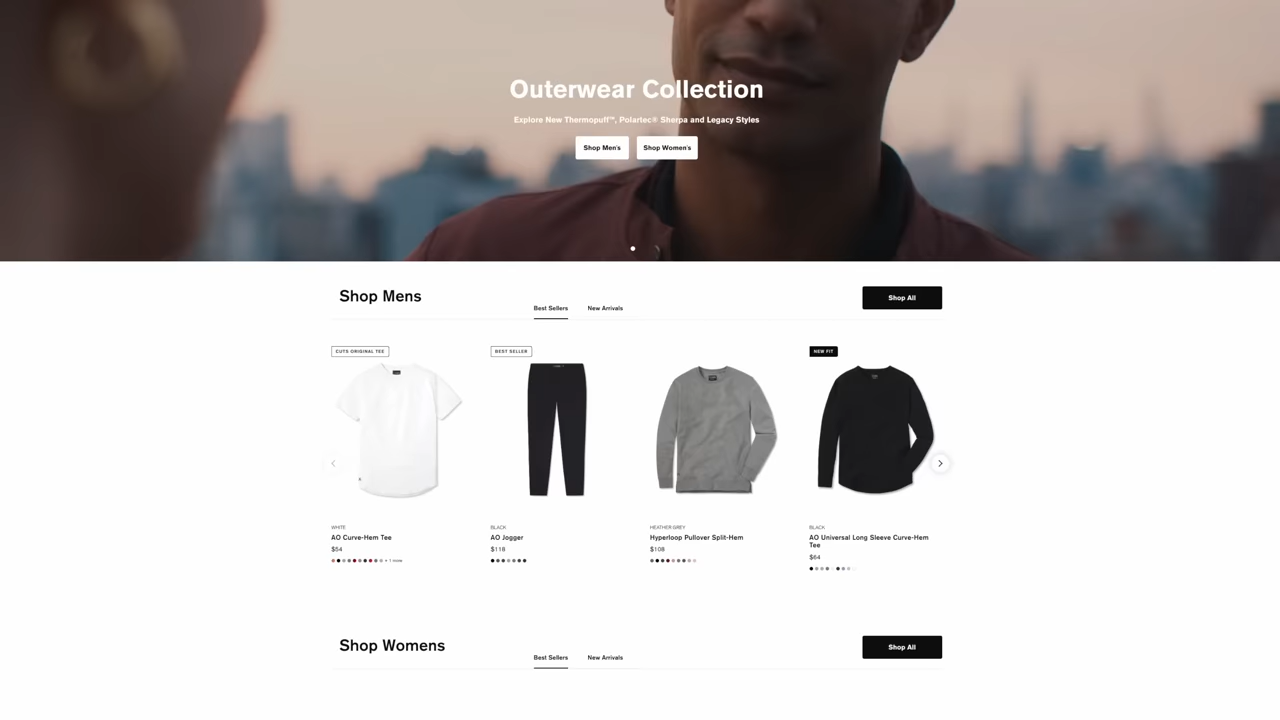 Outerwear Collection
Explore New Thermopuff™, Polartec® Sherpa and Legacy Styles
Shop Men's
Shop Women's
Shop Mens
Best Sellers
New Arrivals
Shop All
CUTS ORIGINAL TEE
BEST SELLER
NEW FIT
WHITE
AO Curve-Hem Tee
$54
+ 1 more
BLACK
AO Jogger
$118
HEATHER GREY
Hyperloop Pullover Split-Hem
$108
BLACK
AO Universal Long Sleeve Curve-Hem
Tee
$64
Shop Womens
Best Sellers
New Arrivals
Shop All